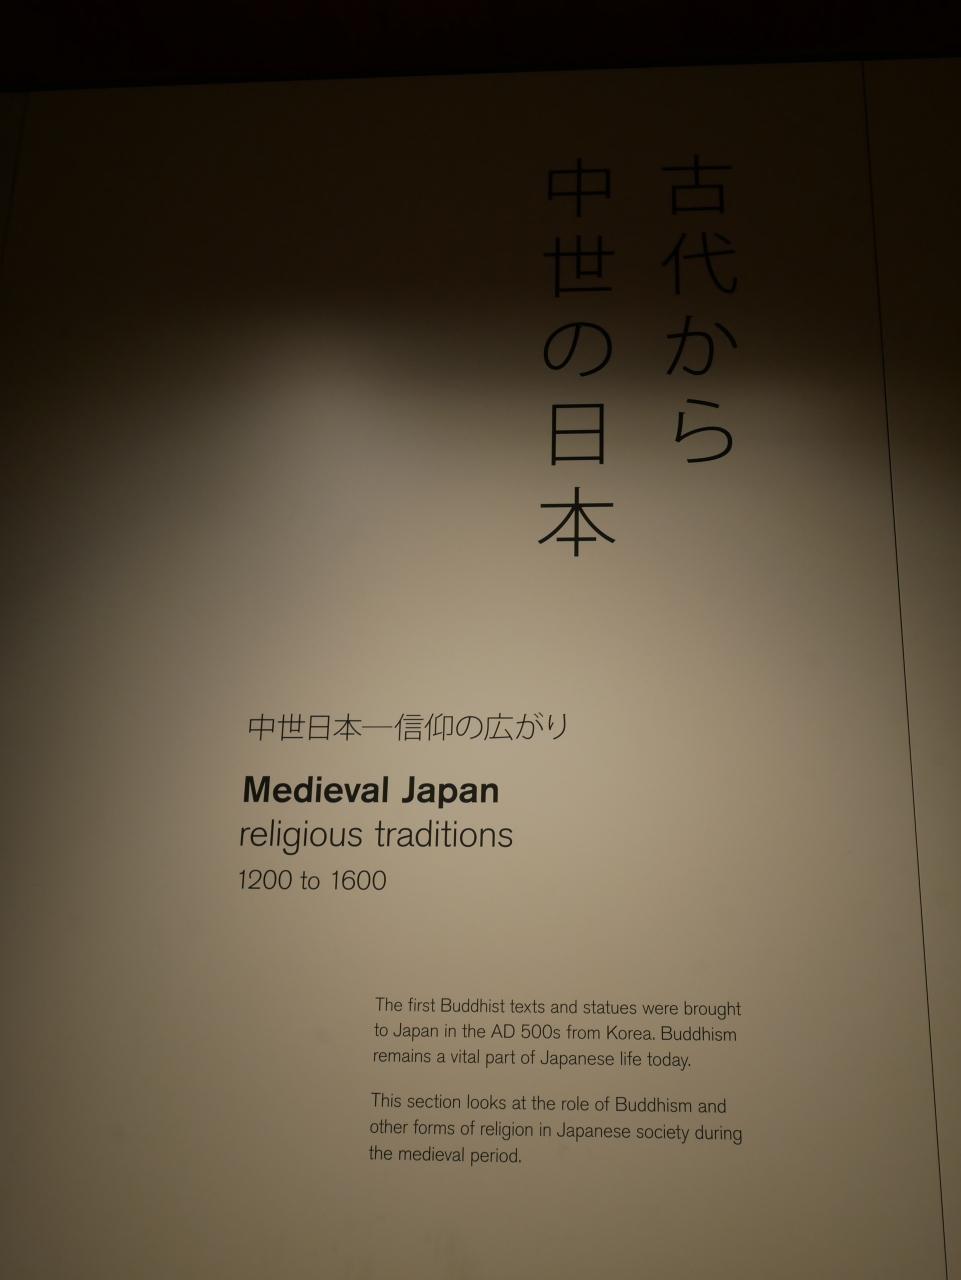 古代から
中世の日本
中世日本—信仰の広がり
Medieval Japan
religious traditions
1200 to 1600
The first Buddhist texts and statues were brought
to Japan in the AD 500s from Korea. Buddhism
remains a vital part of Japanese life today.
This section looks at the role of Buddhism and
other forms of religion in Japanese society during
the medieval period.